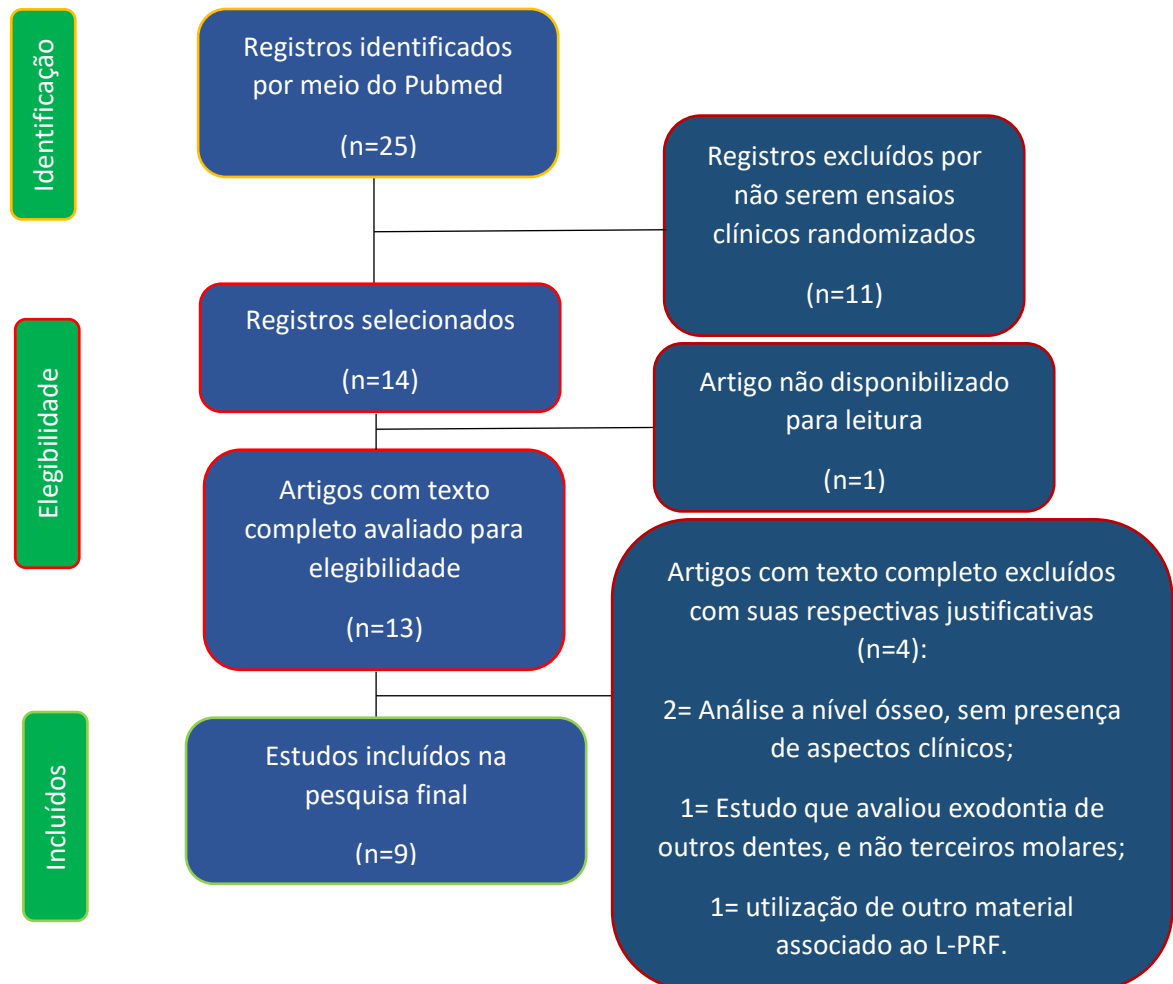 Identificação
Registros identificados
por meio do Pubmed
(n=25)
Registros excluídos por
não serem ensaios
clínicos randomizados
(n=11)
Elegibilidade
Registros selecionados
(n=14)
Artigo não disponibilizado
para leitura
(n=1)
Artigos com texto
completo avaliado para
elegibilidade
(n=13)
Artigos com texto completo excluídos
com suas respectivas justificativas
(n=4):
2= Análise a nível ósseo, sem presença
de aspectos clínicos;
1= Estudo que avaliou exodontia de
outros dentes, e não terceiros molares;
1= utilização de outro material
associado ao L-PRF.
Incluídos
Estudos incluídos na
pesquisa final
(n=9)